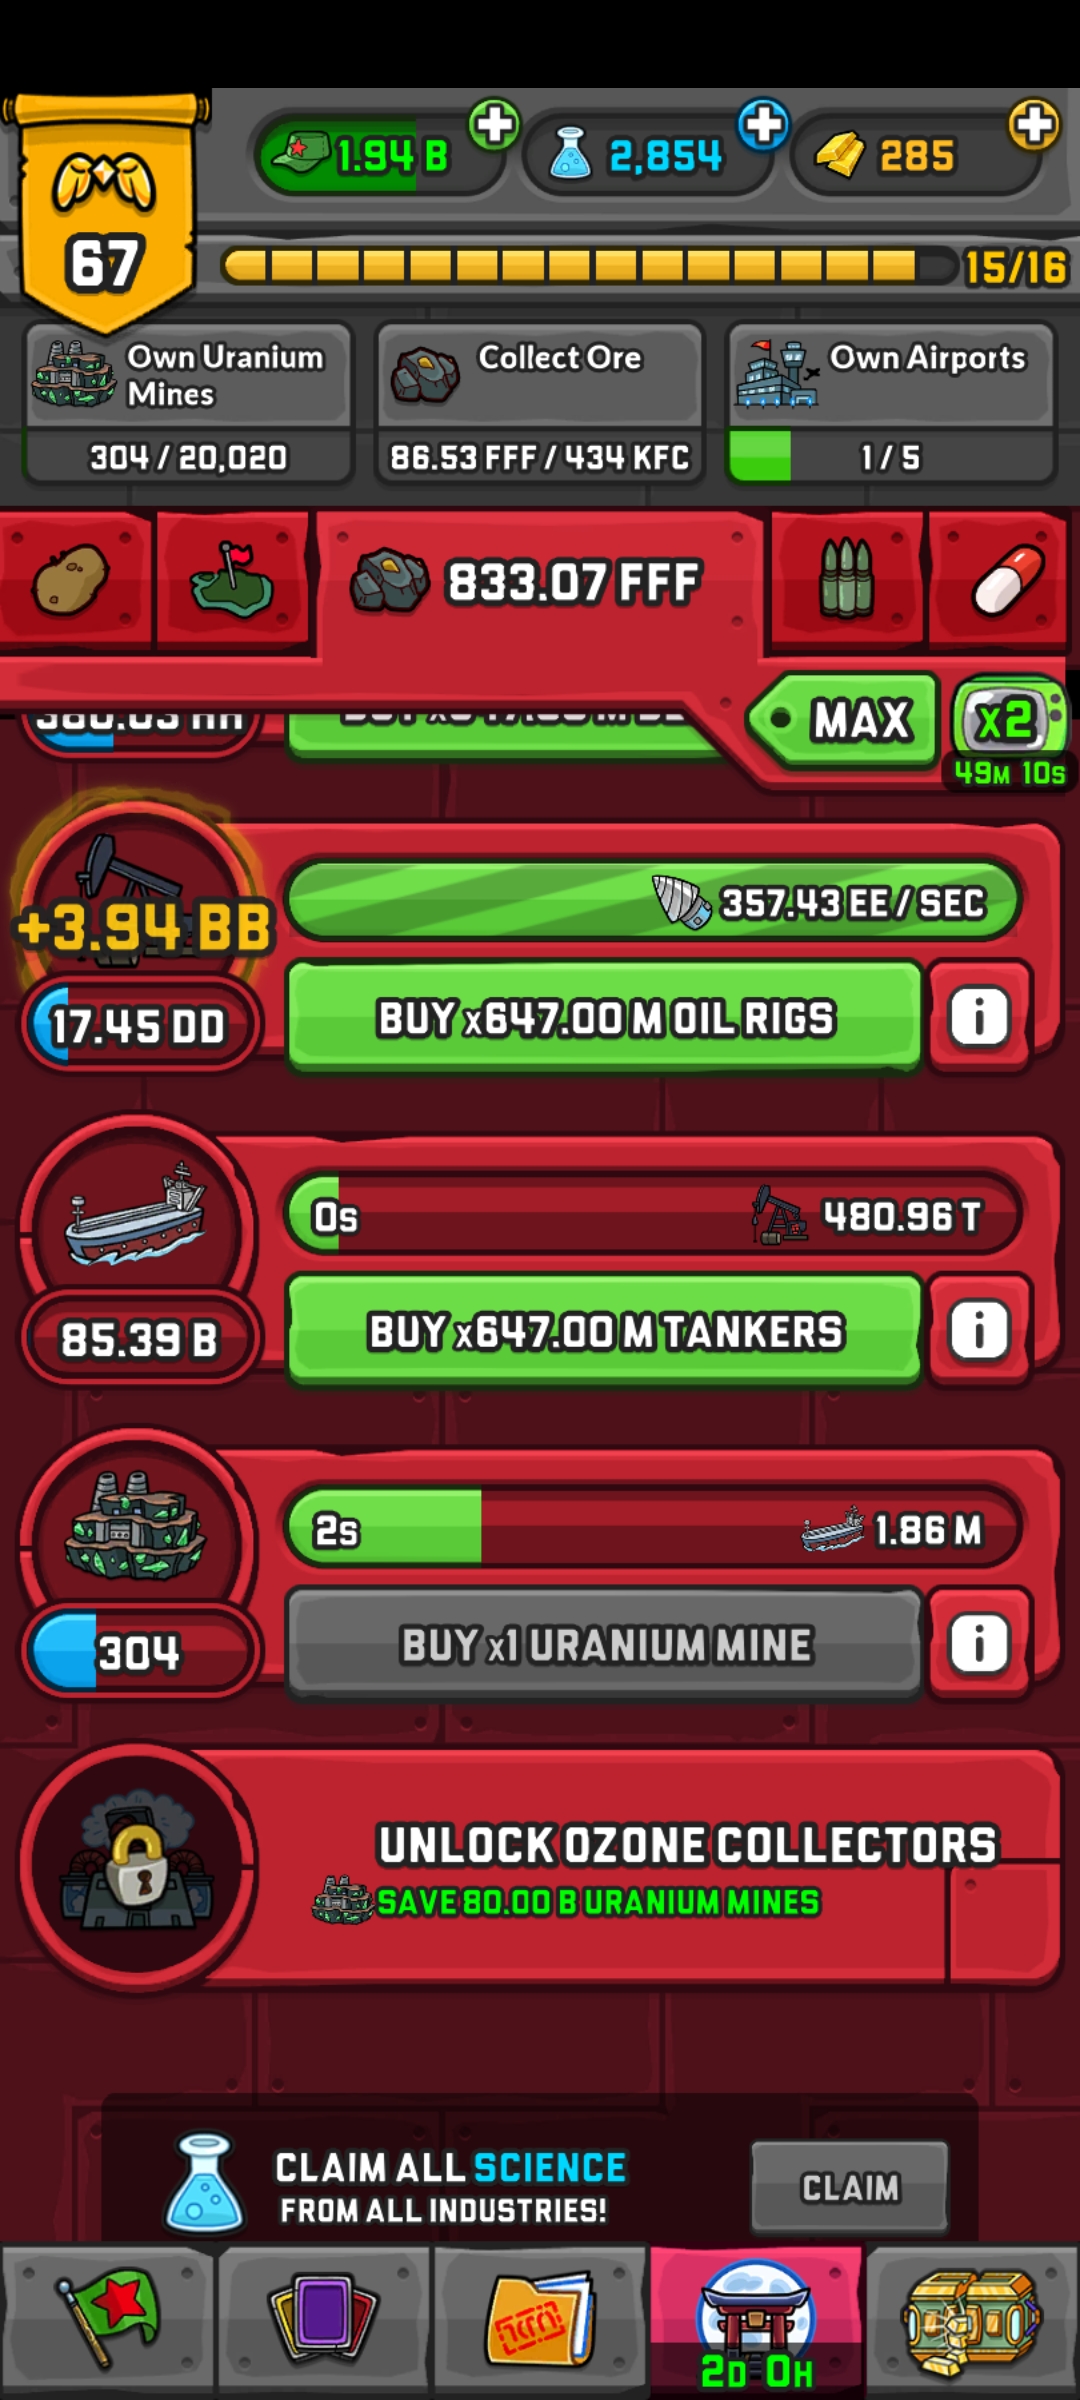 1.94 B
2,854
285
67
15/16
Own Uranium
Mines
304 / 20,020
Collect Ore
86.53 FFF / 434 KFC
Own Airports
1 / 5
833.07 FFF
MAX
x2
49M 10S
+3.94 BB
17.45 DD
357.43 EE / SEC
BUY x647.00 M OIL RIGS
i
0s
480.96 T
85.39 B
BUY x647.00 M TANKERS
i
2s
1.86 M
304
BUY x1 URANIUM MINE
i
UNLOCK OZONE COLLECTORS
SAVE 80.00 B URANIUM MINES
CLAIM ALL SCIENCE
FROM ALL INDUSTRIES!
CLAIM
2D 0H